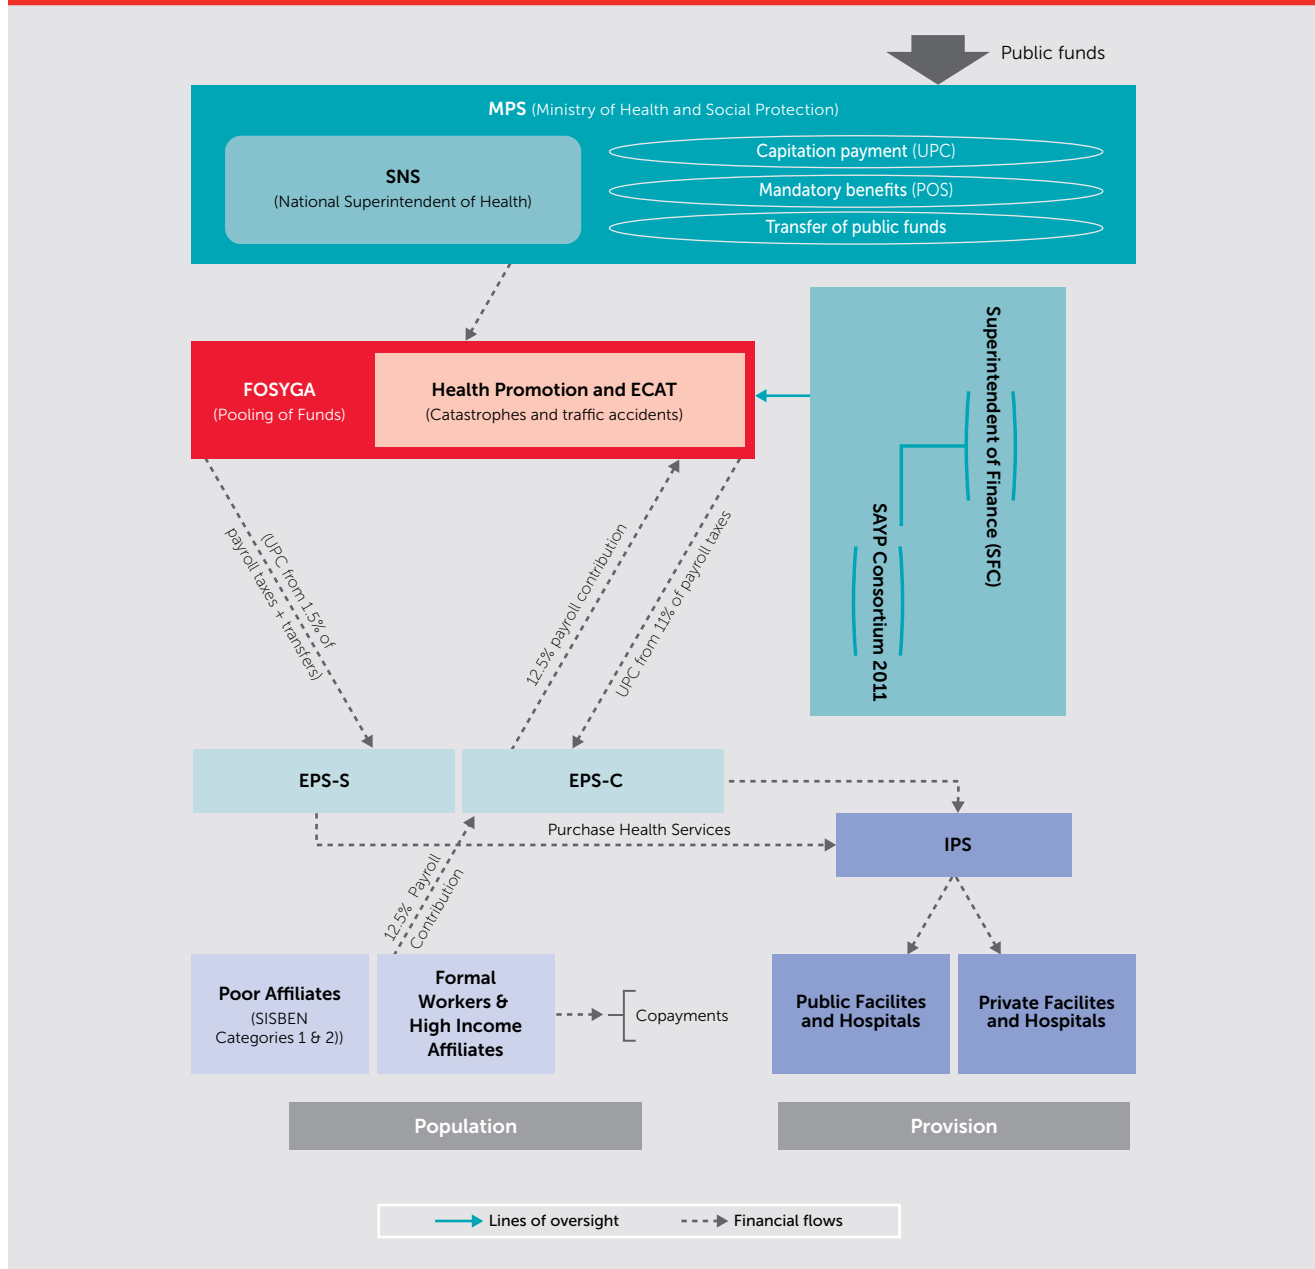 Public funds
MPS (Ministry of Health and Social Protection)
SNS
(National Superintendent of Health)
Capitation payment (UPC)
Mandatory benefits (POS)
Transfer of public funds
FOSYGA
(Pooling of Funds)
Health Promotion and ECAT
(Catastrophes and traffic accidents)
Superintendent of Finance (SFC)
SAYP Consortium 2011
(UPC from 1.5% of
payroll taxes + transfers)
12.5% payroll contribution
UPC from 11% of payroll taxes
EPS-S
EPS-C
Purchase Health Services
IPS
12.5% Payroll
Contribution
Poor Affiliates
(SISBEN
Categories 1 & 2))
Formal
Workers &
High Income
Affiliates
Copayments
Public Facilites
and Hospitals
Private Facilites
and Hospitals
Population
Provision
Lines of oversight
Financial flows